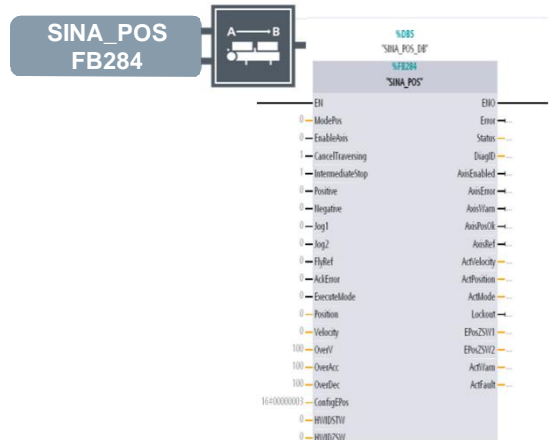 SINA_POS
FB284
A B
%DB5
"SINA_POS_DB"
%FB284
"SINA_POS"
EN ENO
0 ModePos Error ...
0 EnableAxis Status ...
1 CancelTraversing DiagID ...
1 IntermediateStop AxisEnabled ...
0 Positive AxisError ...
0 Negative AxisWarn ...
0 Jog1 AxisPosOk ...
0 Jog2 AxisRef ...
0 FlyRef ActVelocity ...
0 AckError ActPosition ...
0 ExecuteMode ActMode ...
0 Position Lockout ...
0 Velocity EPosZSW1 ...
100 OverV EPosZSW2 ...
100 OverAcc ActWarn ...
100 OverDec ActFault ...
16#00000003 ConfigEPos
0 HWIDSTW
0 HWIDZSW